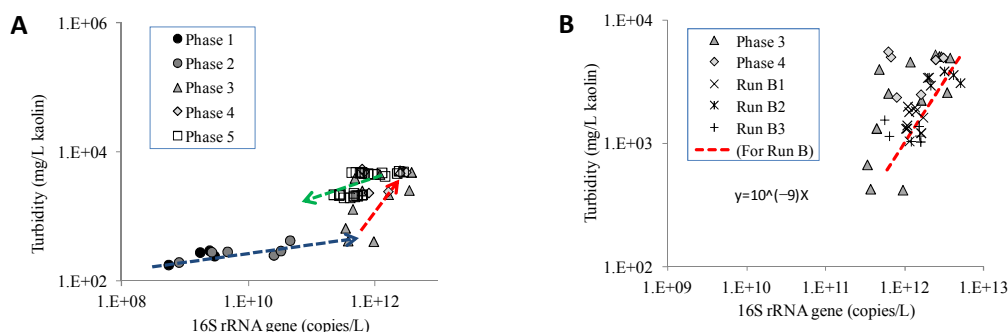 A
Turbidity (mg/L kaolin)
1.E+06
1.E+04
1.E+02
Phase 1
Phase 2
Phase 3
Phase 4
Phase 5
1.E+08
1.E+10
1.E+12
16S rRNA gene (copies/L)
B
Turbidity (mg/L kaolin)
1.E+04
1.E+03
1.E+02
Phase 3
Phase 4
Run B1
Run B2
Run B3
(For Run B)
y=10^(−9)X
1.E+09
1.E+10
1.E+11
1.E+12
1.E+13
16S rRNA gene (copies/L)